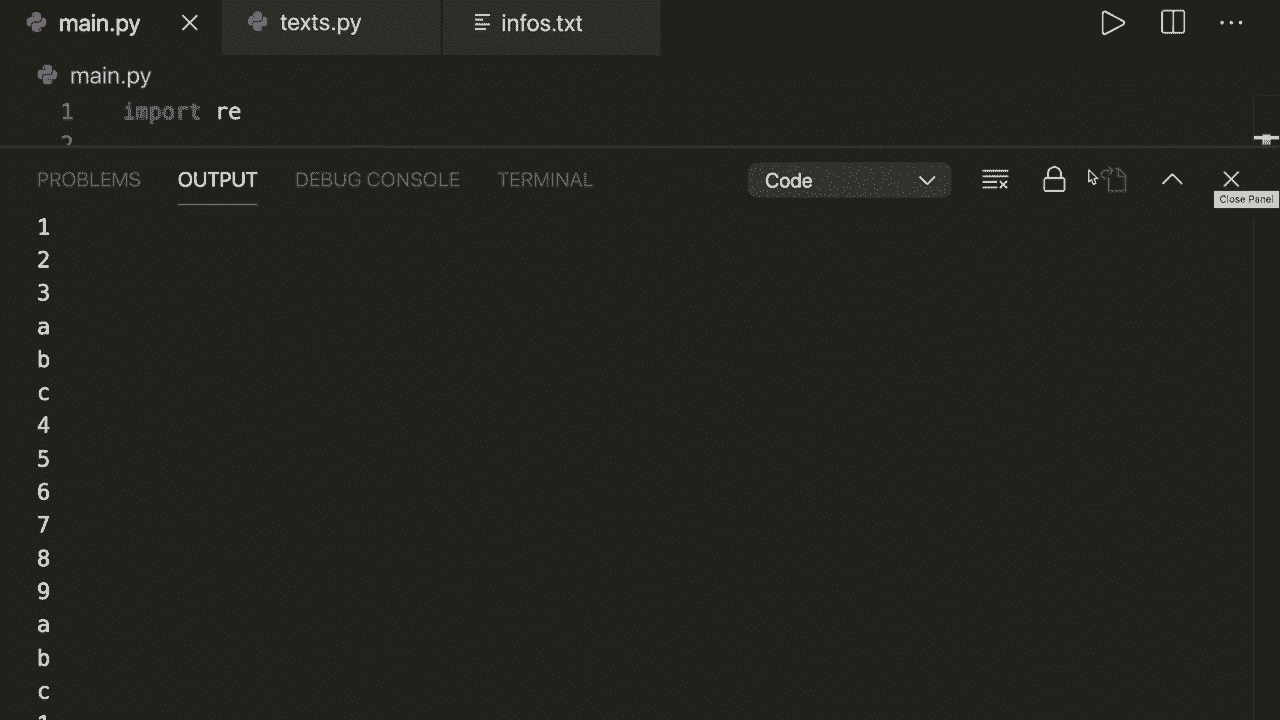 main.py texts.py infos.txt
main.py
1 import re
2
PROBLEMS OUTPUT DEBUG CONSOLE TERMINAL Code
Close Panel
1
2
3
a
b
c
4
5
6
7
8
9
a
b
c